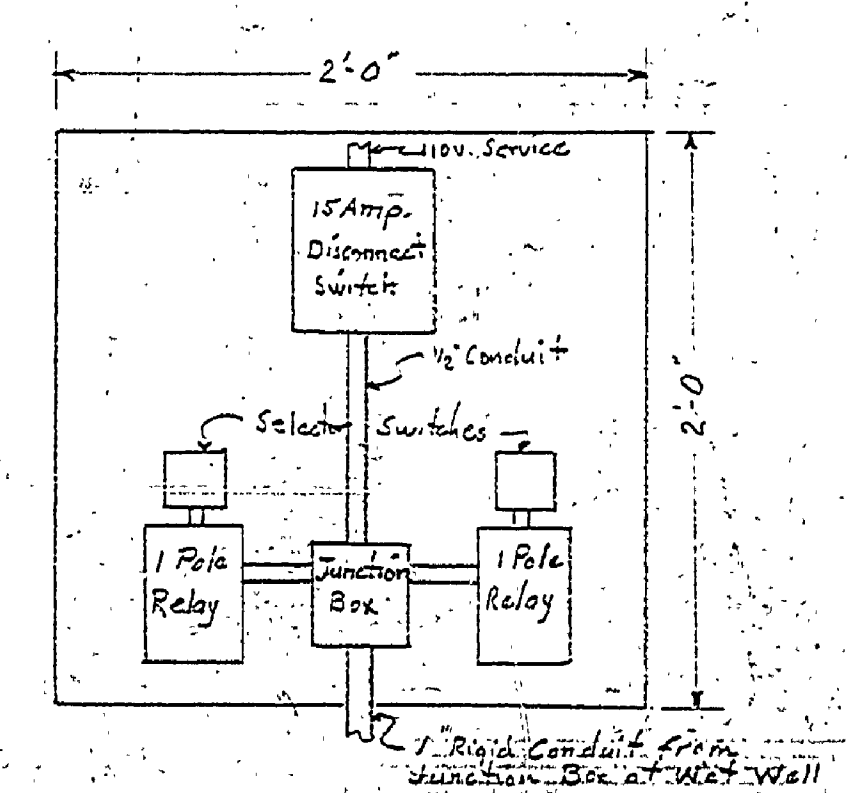 2'-0"
110V. Service
15 Amp.
Disconnect
Switch
1/2" Conduit
2'-0"
Select Switches
1 Pole
Relay
Junction
Box
1 Pole
Relay
1" Rigid Conduit from
Junction Box at Wet Well